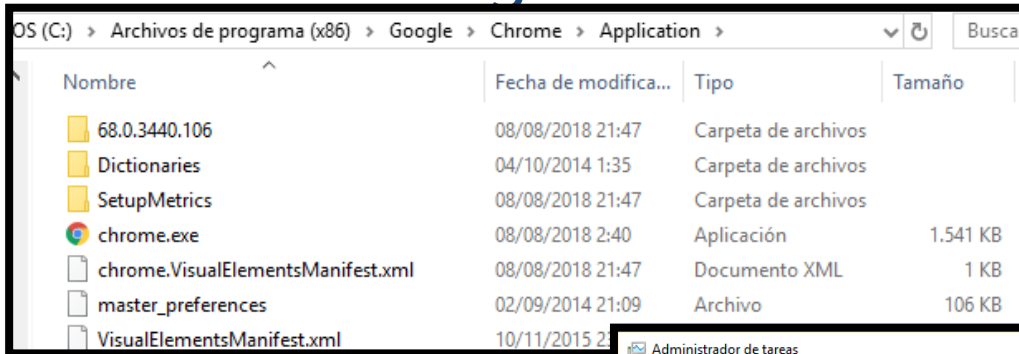 OS (C:) > Archivos de programa (x86) > Google > Chrome > Application > Busca
Nombre Fecha de modifica... Tipo Tamaño
68.0.3440.106 08/08/2018 21:47 Carpeta de archivos
Dictionaries 04/10/2014 1:35 Carpeta de archivos
SetupMetrics 08/08/2018 21:47 Carpeta de archivos
chrome.exe 08/08/2018 2:40 Aplicación 1.541 KB
chrome.VisualElementsManifest.xml 08/08/2018 21:47 Documento XML 1 KB
master_preferences 02/09/2014 21:09 Archivo 106 KB
VisualElementsManifest.xml 10/11/2015
Administrador de tareas